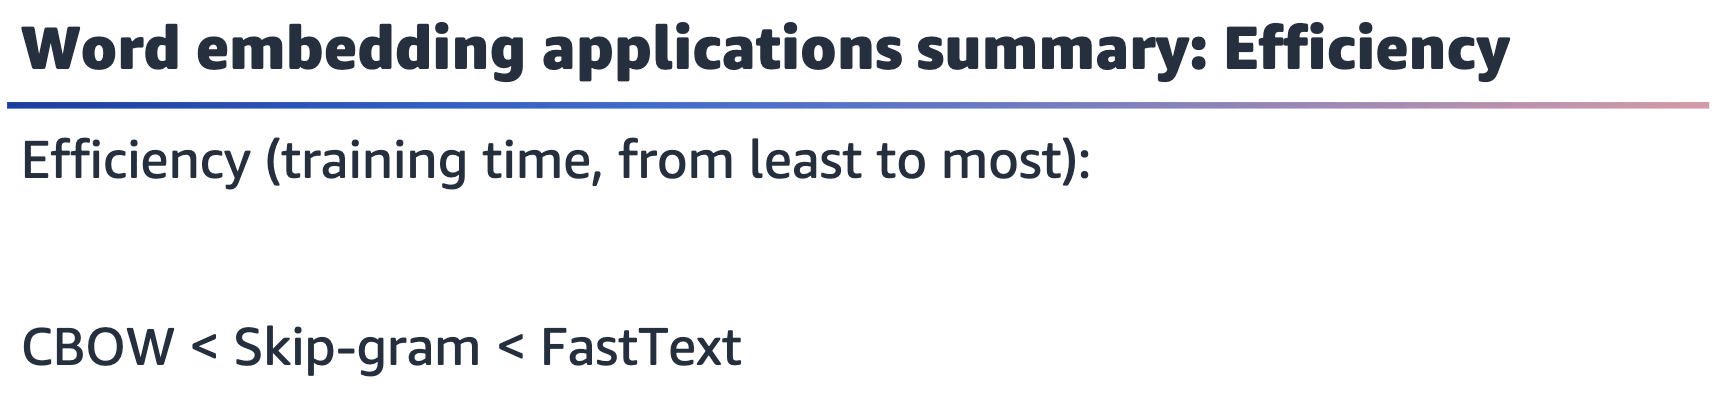 Word embedding applications summary: Efficiency
Efficiency (training time, from least to most):
CBOW < Skip-gram < FastText